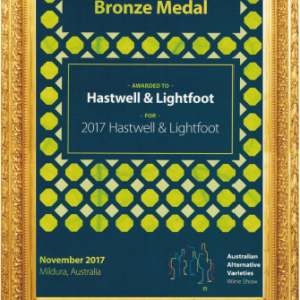 Bronze Medal
· AWARDED TO ·
Hastwell & Lightfoot
· FOR ·
2017 Hastwell & Lightfoot
November 2017
Mildura, Australia
Australian
Alternative
Varieties
Wine Show